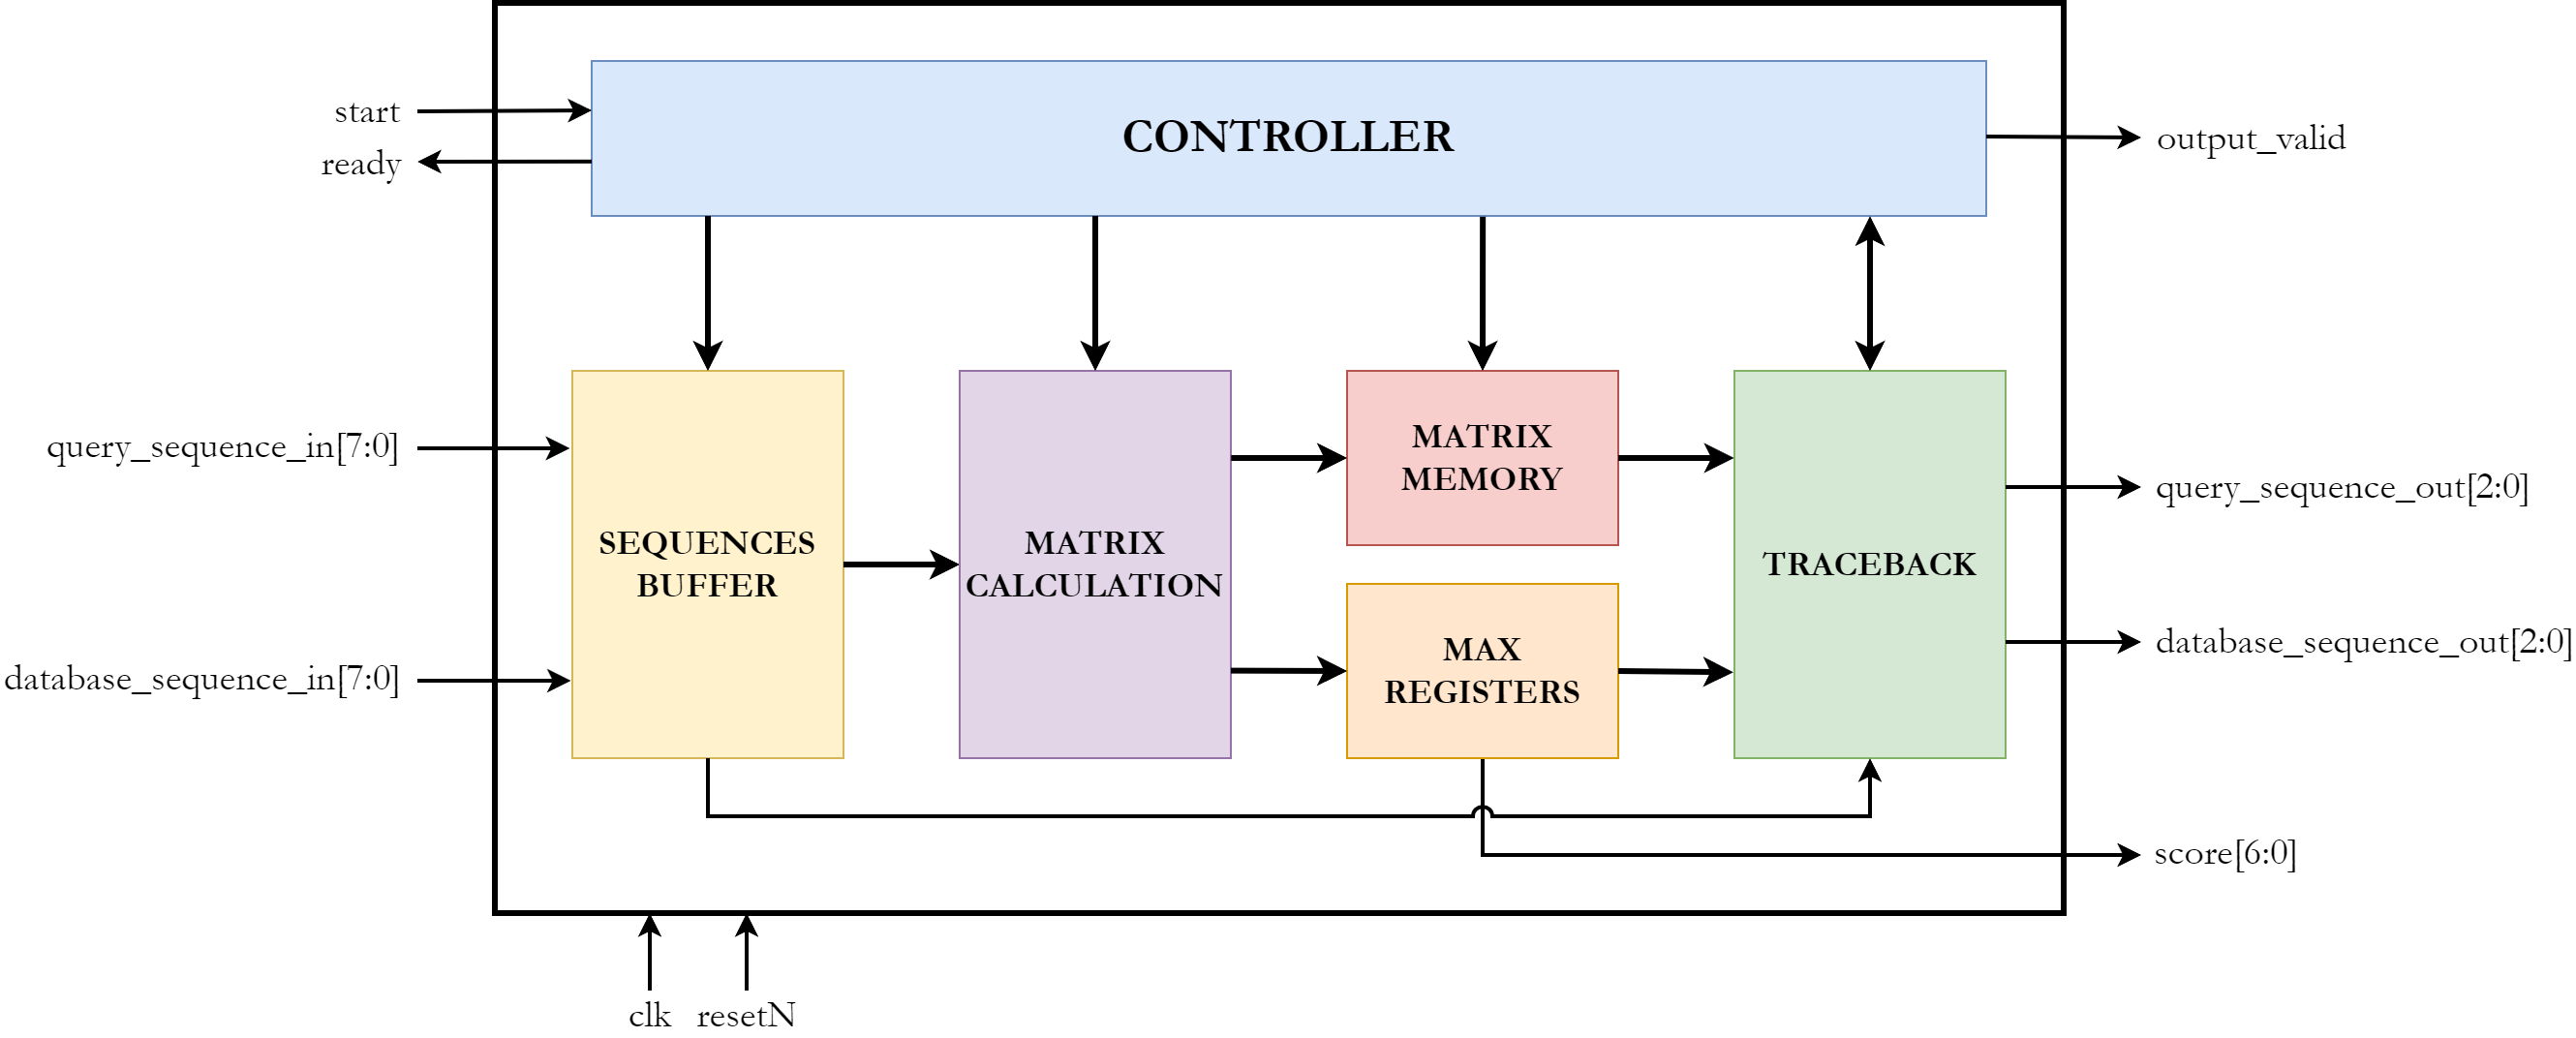 start
ready
CONTROLLER
output_valid
query_sequence_in[7:0]
database_sequence_in[7:0]
SEQUENCES
BUFFER
MATRIX
CALCULATION
MATRIX
MEMORY
MAX
REGISTERS
TRACEBACK
query_sequence_out[2:0]
database_sequence_out[2:0]
score[6:0]
clk
resetN